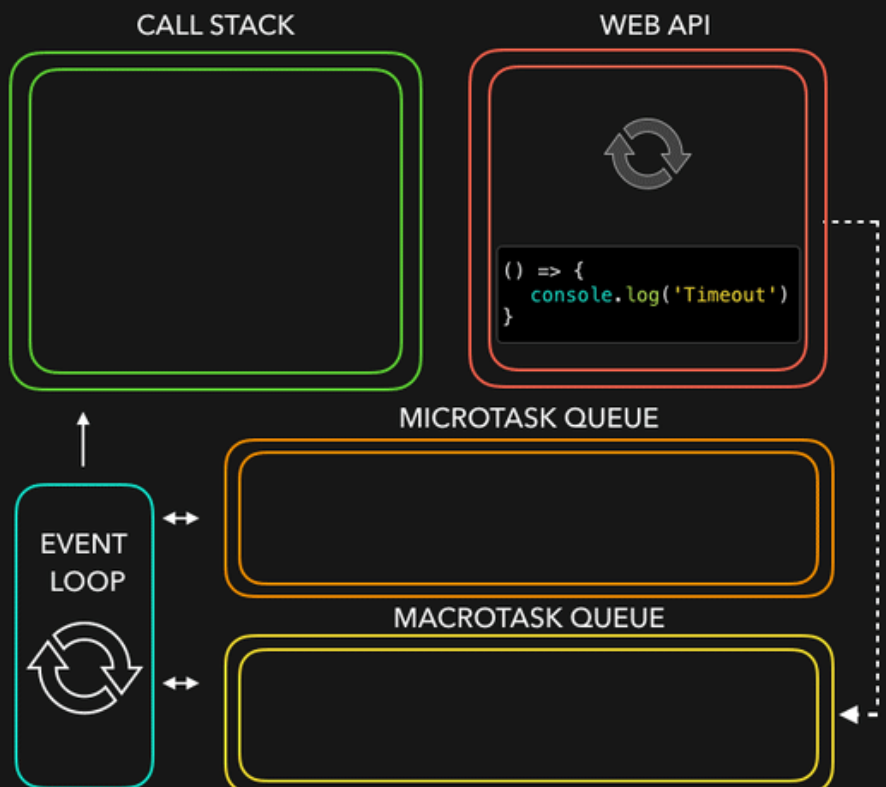 CALL STACK
WEB API
() => {
console.log('Timeout')
}
MICROTASK QUEUE
EVENT
LOOP
MACROTASK QUEUE